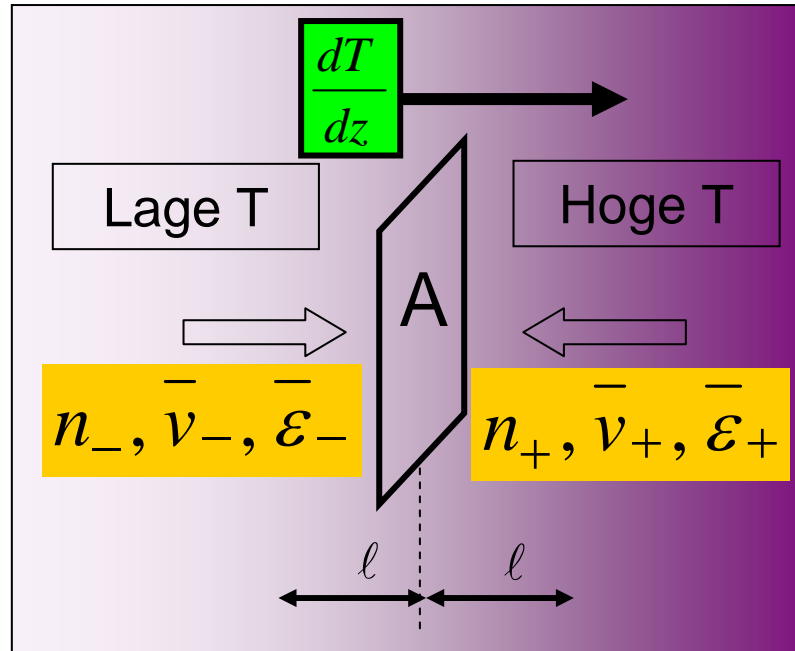 dT
dz
Lage T
Hoge T
A
n₋, v̅₋, ε̅₋
n₊, v̅₊, ε̅₊
ℓ
ℓ